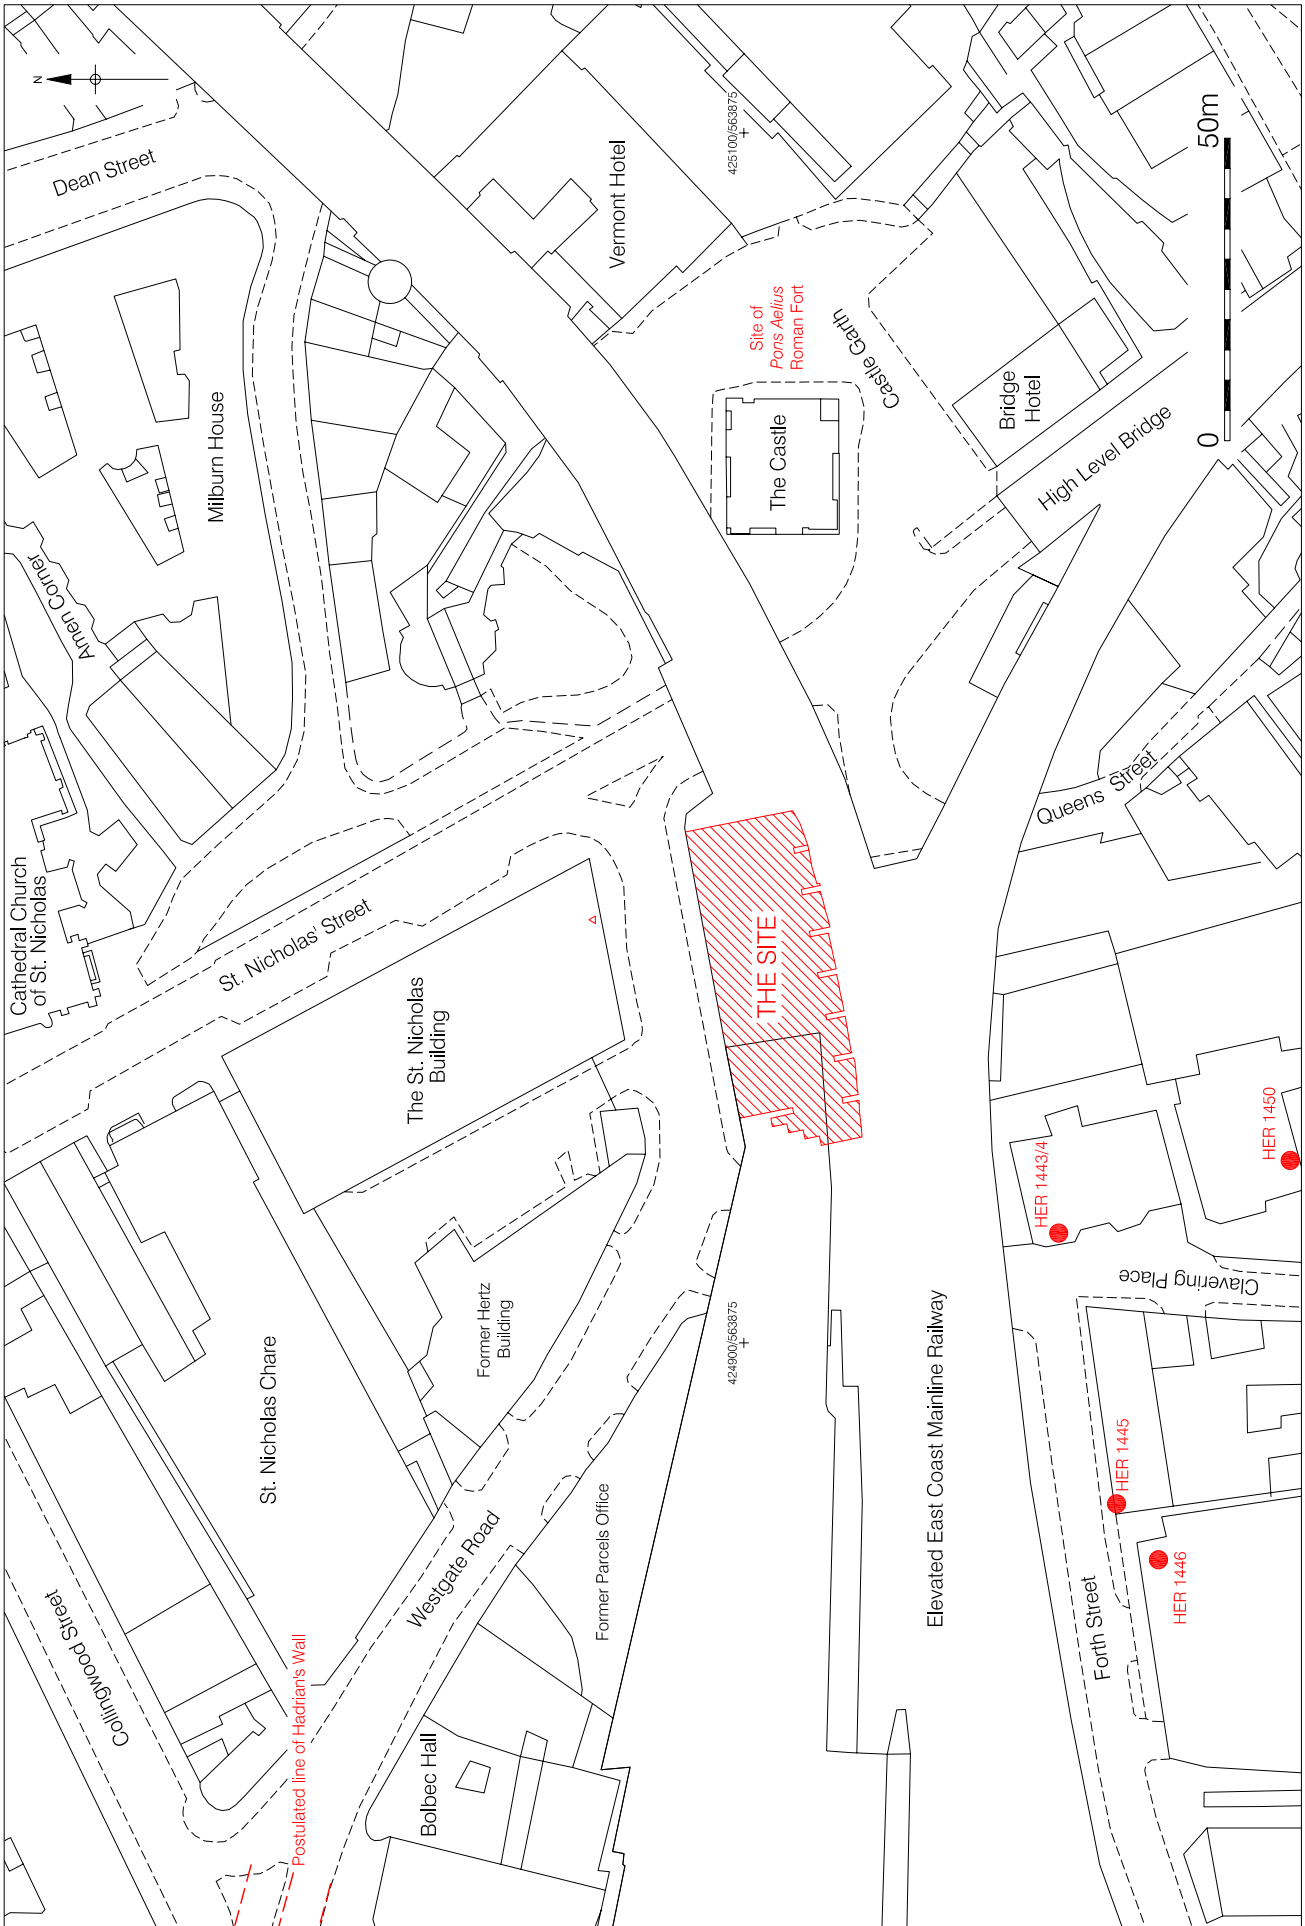 N
Dean Street
Amen Corner
Milburn House
Cathedral Church
of St. Nicholas
St. Nicholas' Street
The St. Nicholas
Building
Vermont Hotel
425100/563875
Site of
Pons Aelius
Roman Fort
Castle Garth
The Castle
Bridge
Hotel
High Level Bridge
0
50m
THE SITE
Queens Street
St. Nicholas Chare
Former Hertz
Building
424900/563875
Collingwood Street
Westgate Road
Former Parcels Office
Postulated line of Hadrian's Wall
Bolbec Hall
Elevated East Coast Mainline Railway
HER 1443/4
HER 1450
Clavering Place
HER 1445
HER 1446
Forth Street